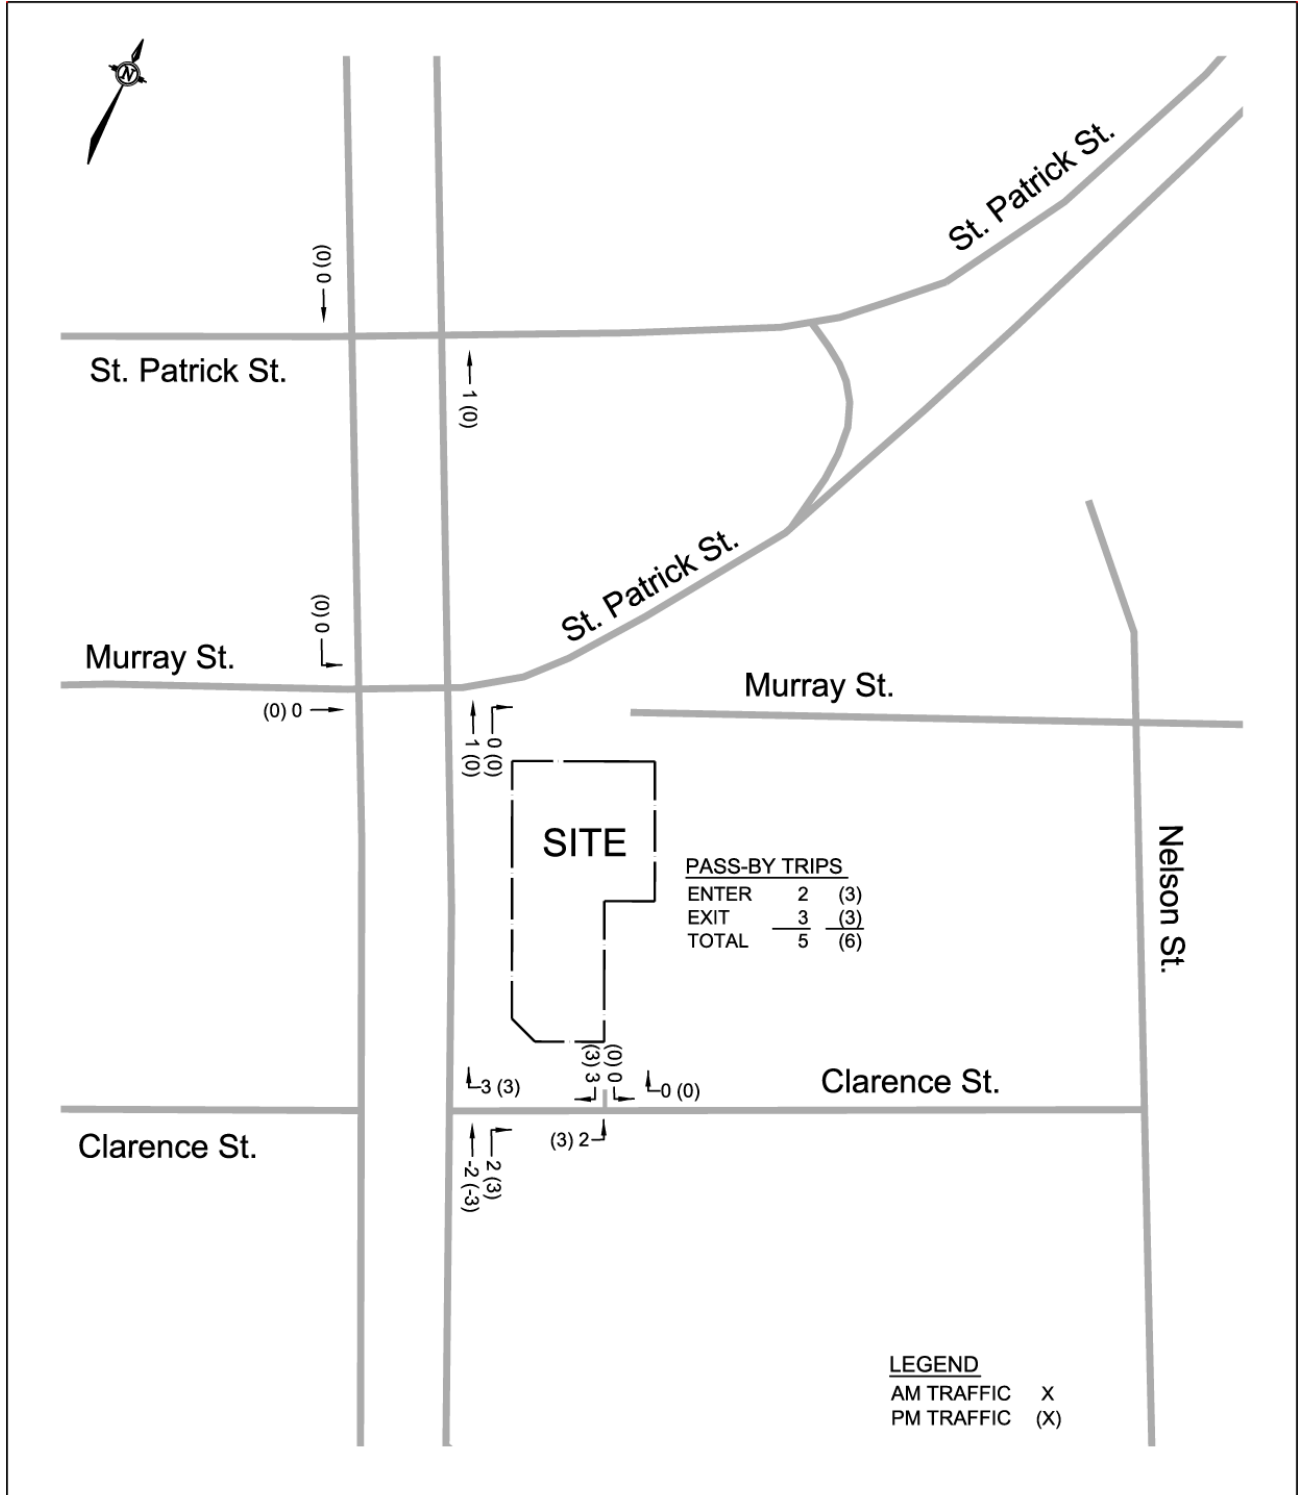 N
St. Patrick St.
(0) 0
St. Patrick St.
1 (0)
St. Patrick St.
(0) 0
Murray St.
(0) 0
Murray St.
1 (0)
0 (0)
SITE
Nelson St.
PASS-BY TRIPS
ENTER 2 (3)
EXIT 3 (3)
TOTAL 5 (6)
(3) 3
(0) 0
3 (3)
0 (0)
Clarence St.
Clarence St.
(3) 2
-2 (-3)
2 (3)
LEGEND
AM TRAFFIC X
PM TRAFFIC (X)